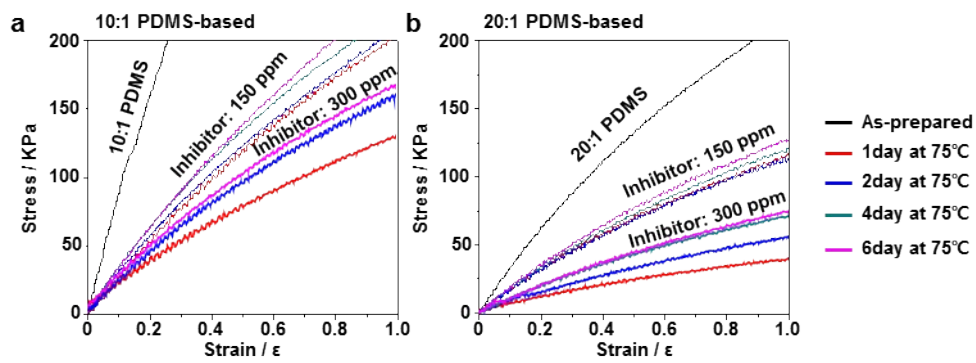 a
10:1 PDMS-based
200
150
100
50
0
Stress / KPa
0
0.2
0.4
0.6
0.8
1.0
Strain / ε
10:1 PDMS
Inhibitor: 150 ppm
Inhibitor: 300 ppm
b
20:1 PDMS-based
200
150
100
50
0
Stress / KPa
0
0.2
0.4
0.6
0.8
1.0
Strain / ε
20:1 PDMS
Inhibitor: 150 ppm
Inhibitor: 300 ppm
As-prepared
1day at 75℃
2day at 75℃
4day at 75℃
6day at 75℃